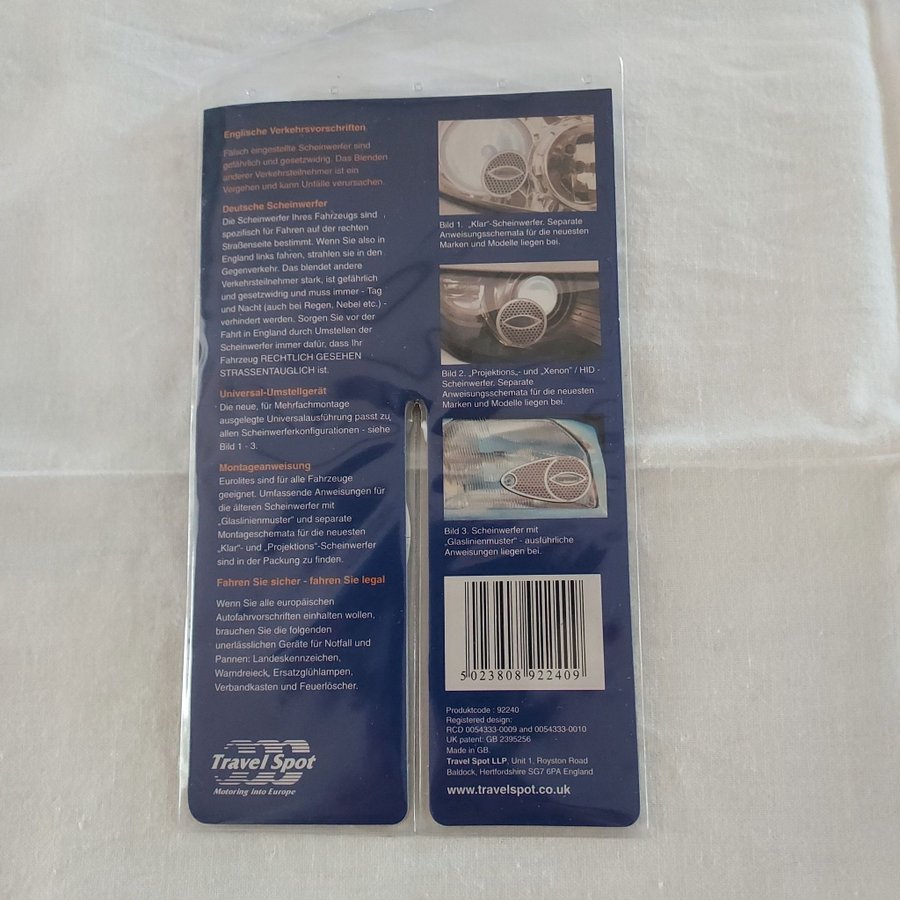 Englische Verkehrsvorschriften
Falsch eingestellte Scheinwerfer sind
gefährlich und gesetzwidrig. Das Blenden
anderer Verkehrsteilnehmer ist ein
Vergehen und kann Unfälle verursachen.
Deutsche Scheinwerfer
Die Scheinwerfer Ihres Fahrzeugs sind
spezifisch für Fahren auf der rechten
Straßenseite bestimmt. Wenn Sie also in
England links fahren, strahlen sie in den
Gegenverkehr. Das blendet andere
Verkehrsteilnehmer stark, ist gefährlich
und gesetzwidrig und muss immer - Tag
und Nacht (auch bei Regen, Nebel etc.) -
verhindert werden. Sorgen Sie vor der
Fahrt in England durch Umstellen der
Scheinwerfer immer dafür, dass Ihr
Fahrzeug RECHTLICH GESEHEN
STRASSENTAUGLICH ist.
Universal-Umstellgerät
Die neue, für Mehrfachmontage
ausgelegte Universalausführung passt zu
allen Scheinwerferkonfigurationen - siehe
Bild 1 - 3.
Montageanweisung
Eurolites sind für alle Fahrzeuge
geeignet. Umfassende Anweisungen für
die älteren Scheinwerfer mit
„Glaslinienmuster" und separate
Montageschemata für die neuesten
„Klar"- und „Projektions"-Scheinwerfer
sind in der Packung zu finden.
Fahren Sie sicher - fahren Sie legal
Wenn Sie alle europäischen
Autofahrvorschriften einhalten wollen,
brauchen Sie die folgenden
unerlässlichen Geräte für Notfall und
Pannen: Landeskennzeichen,
Warndreieck, Ersatzglühlampen,
Verbandkasten und Feuerlöscher.
Travel Spot
Motoring into Europe
Bild 1. „Klar"-Scheinwerfer. Separate
Anweisungsschemata für die neuesten
Marken und Modelle liegen bei.
Bild 2. „Projektions„- und „Xenon" / HID -
Scheinwerfer. Separate
Anweisungsschemata für die neuesten
Marken und Modelle liegen bei.
Bild 3. Scheinwerfer mit
„Glaslinienmuster" - ausführliche
Anweisungen liegen bei.
5 023808 922409
Produktcode : 92240
Registered design:
RCD 0054333-0009 and 0054333-0010
UK patent: GB 2395256
Made in GB.
Travel Spot LLP, Unit 1, Royston Road
Baldock, Hertfordshire SG7 6PA England
www.travelspot.co.uk